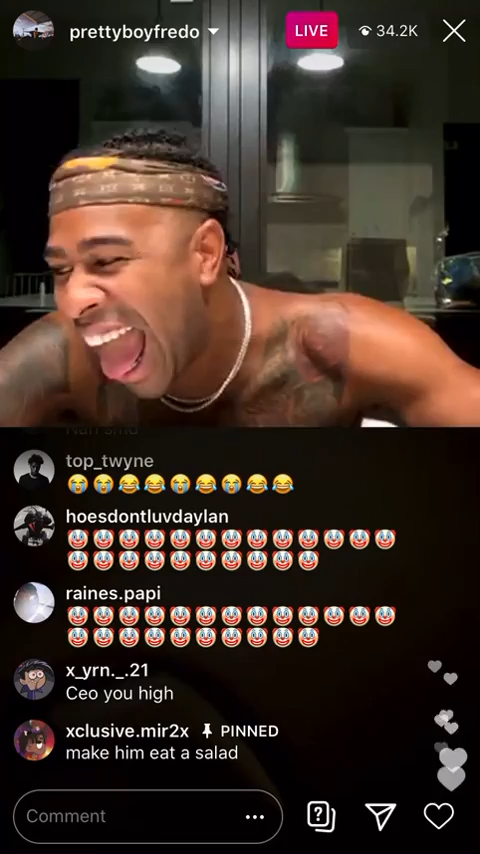 prettyboyfredo
LIVE
34.2K
top_twyne
😭😭😂😂😭😂😭😂😂
hoesdontluvdaylan
🤡🤡🤡🤡🤡🤡🤡🤡🤡🤡🤡🤡🤡
🤡🤡🤡🤡🤡🤡🤡🤡🤡🤡
raines.papi
🤡🤡🤡🤡🤡🤡🤡🤡🤡🤡🤡🤡🤡
🤡🤡🤡🤡🤡🤡🤡🤡🤡🤡
x_yrn._.21
Ceo you high
xclusive.mir2x PINNED
make him eat a salad
Comment